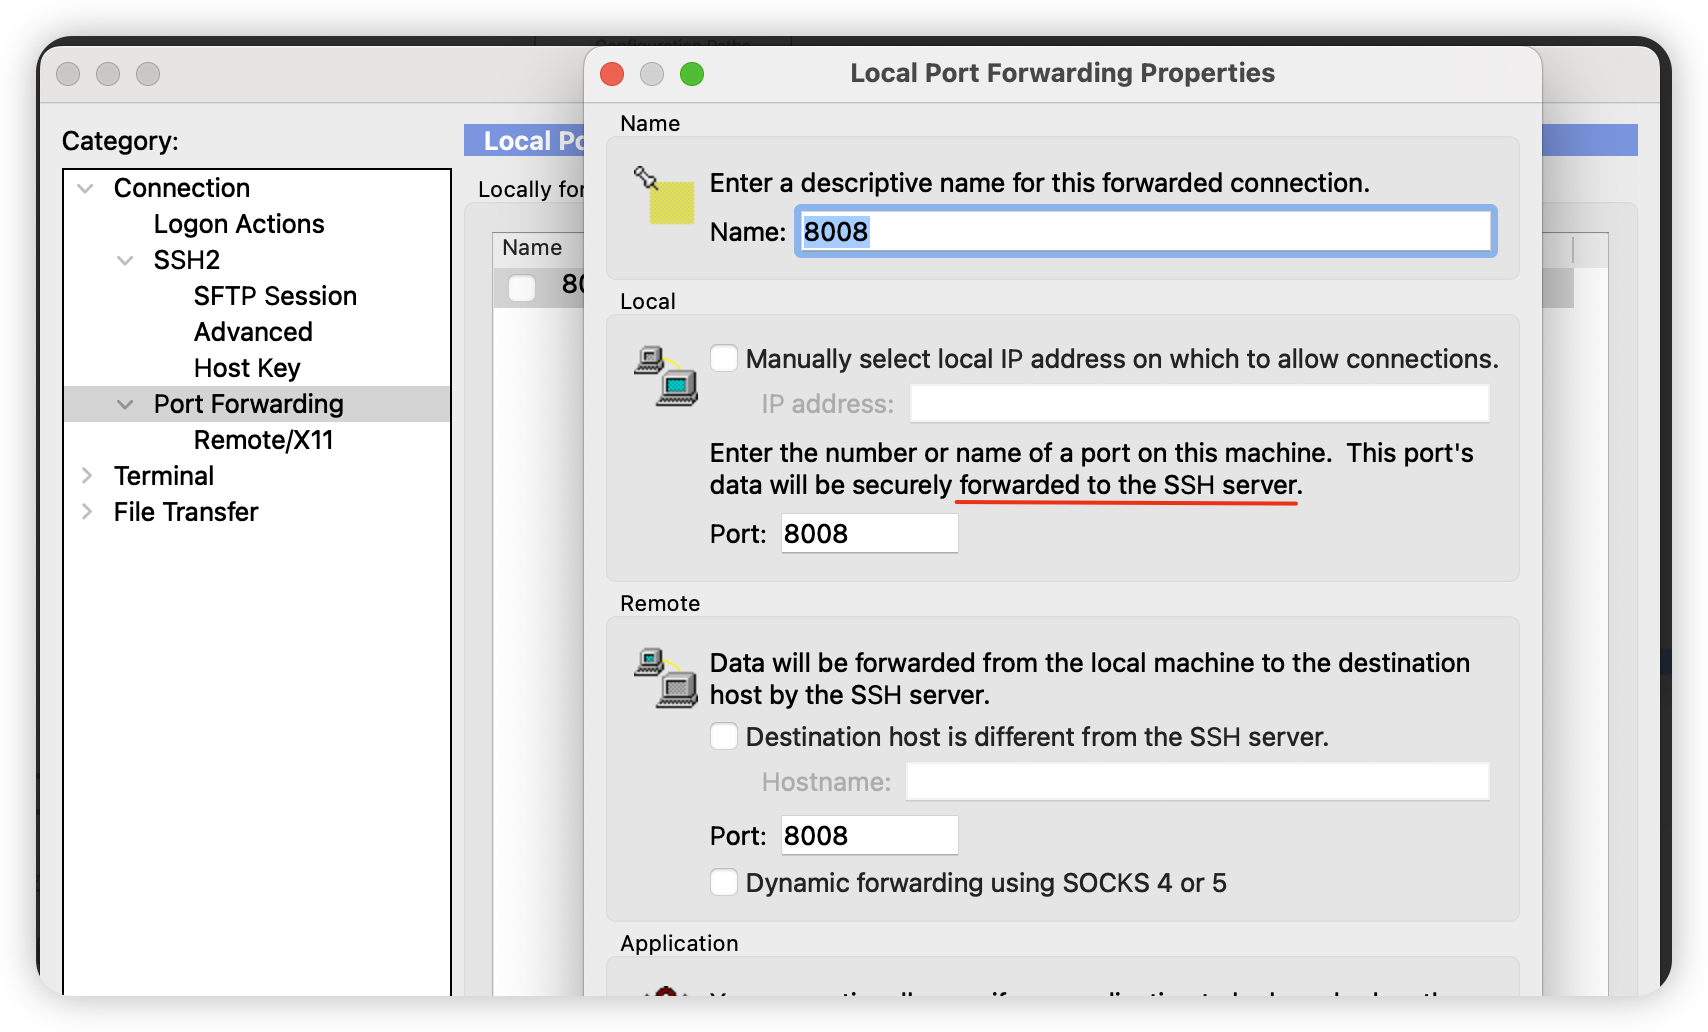 Local Port Forwarding Properties
Category:
Connection
Logon Actions
SSH2
SFTP Session
Advanced
Host Key
Port Forwarding
Remote/X11
Terminal
File Transfer
Local Po
Locally for
Name
80
Name
Enter a descriptive name for this forwarded connection.
Name: 8008
Local
Manually select local IP address on which to allow connections.
IP address:
Enter the number or name of a port on this machine.  This port's
data will be securely forwarded to the SSH server.
Port: 8008
Remote
Data will be forwarded from the local machine to the destination
host by the SSH server.
Destination host is different from the SSH server.
Hostname:
Port: 8008
Dynamic forwarding using SOCKS 4 or 5
Application